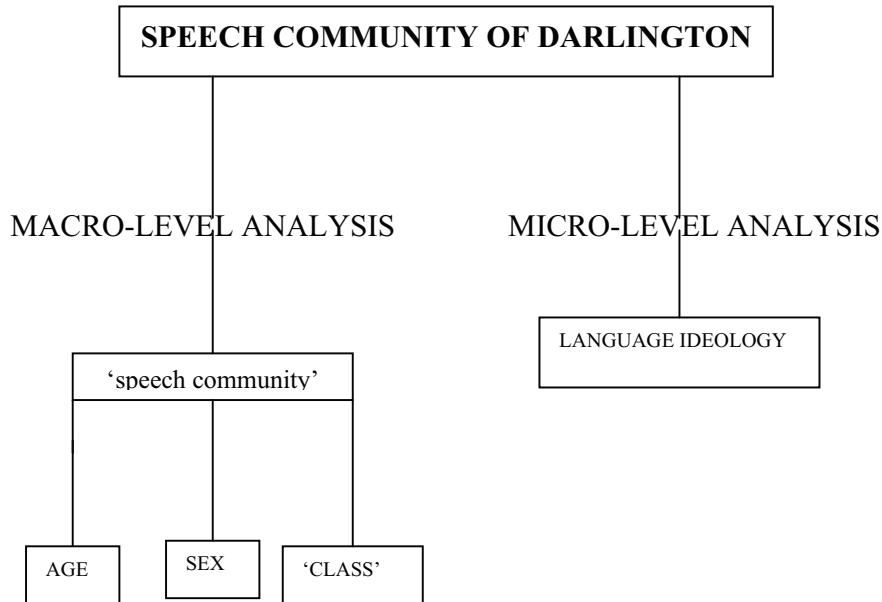 SPEECH COMMUNITY OF DARLINGTON
MACRO-LEVEL ANALYSIS
MICRO-LEVEL ANALYSIS
LANGUAGE IDEOLOGY
‘speech community’
AGE
SEX
‘CLASS’